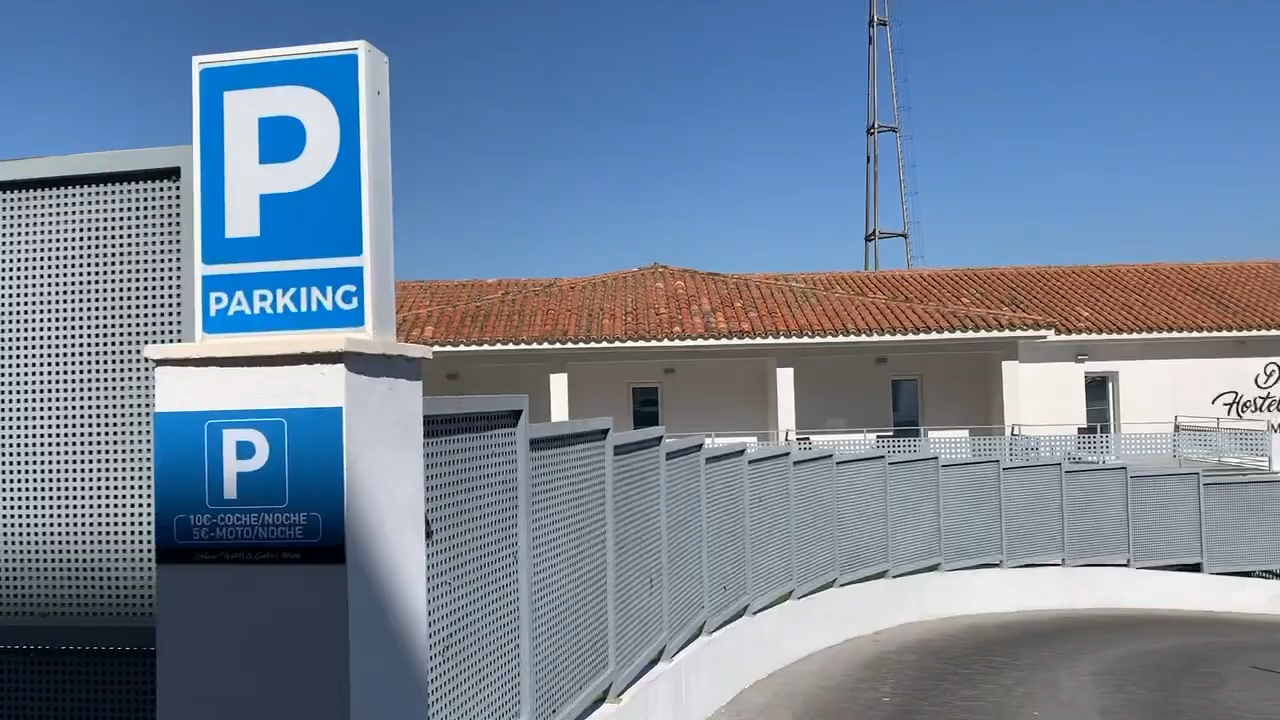 P
PARKING
P
10€-COCHE/NOCHE
5€-MOTO/NOCHE